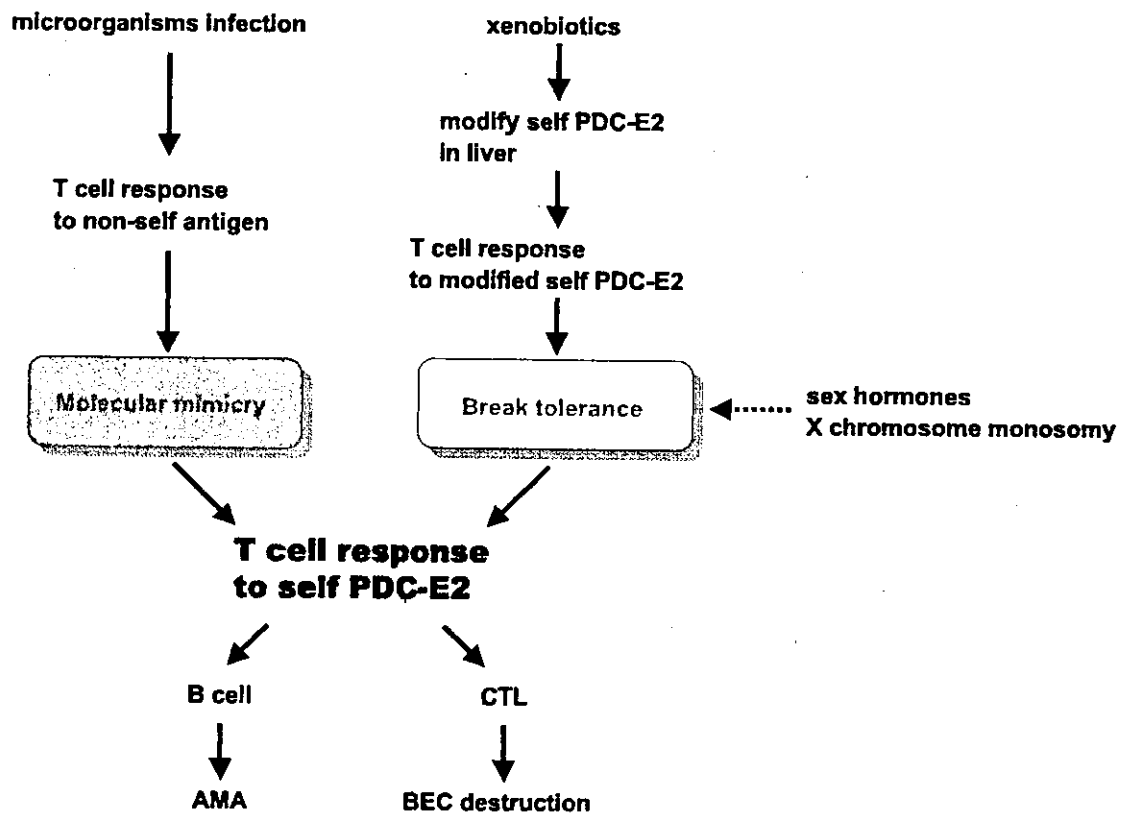 microorganisms infection
xenobiotics
modify self PDC-E2
in liver
T cell response
to non-self antigen
T cell response
to modified self PDC-E2
Molecular mimicry
Break tolerance
sex hormones
X chromosome monosomy
T cell response
to self PDC-E2
B cell
CTL
AMA
BEC destruction